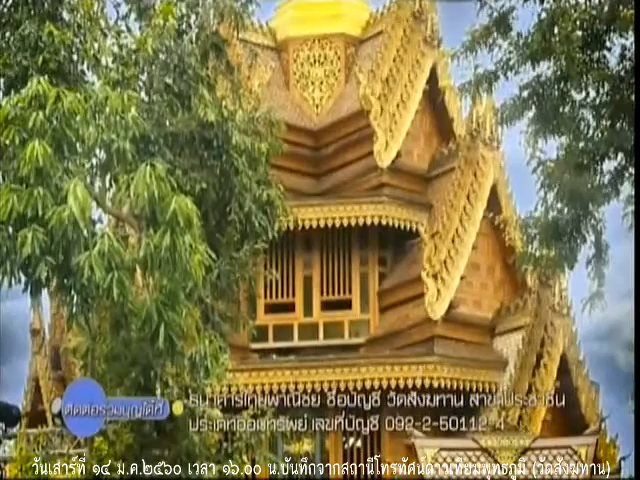 ติดต่อร่วมบุญได้ที่
ธนาคารไทยพาณิชย์ ชื่อบัญชี วัดสังฆทาน สาขาท่าน้ำนนท์
ประเภทออมทรัพย์ เลขที่บัญชี 092-2-50112-4
วันเสาร์ที่ ๑๔ ม.ค.๒๕๖๐ เวลา ๑๖.๐๐ น.บันทึกจากสถานีโทรทัศน์ดาวเทียมพุทธภูมิ (วัดสังฆทาน)